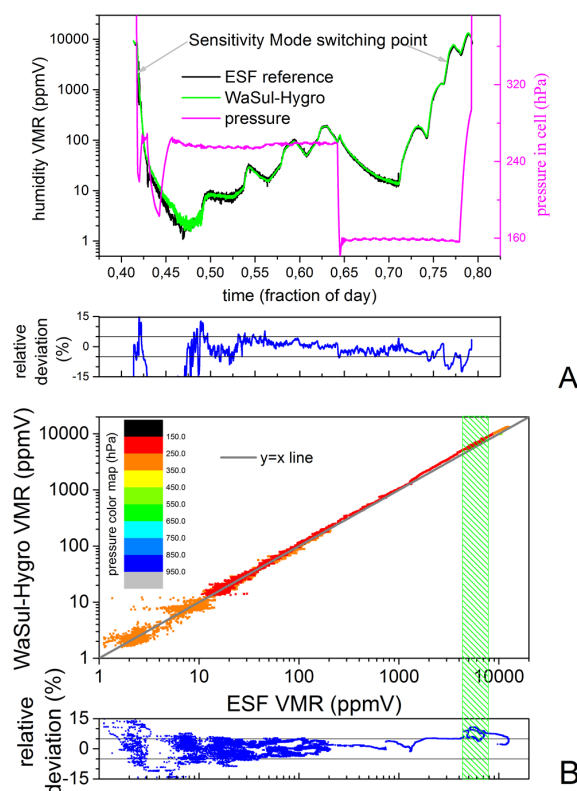 Sensitivity Mode switching point
ESF reference
WaSul-Hygro
pressure
humidity VMR (ppmV)
10000
1000
100
10
1
pressure in cell (hPa)
320
240
160
0,40 0,45 0,50 0,55 0,60 0,65 0,70 0,75 0,80
time (fraction of day)
relative
deviation
(%)
15
5
0
-5
-15
A
WaSul-Hygro VMR (ppmV)
10000
1000
100
10
1
pressure color map (hPa)
150.0
250.0
350.0
450.0
550.0
650.0
750.0
850.0
950.0
y=x line
1 10 100 1000 10000
ESF VMR (ppmV)
relative
deviation (%)
15
5
0
-5
-15
B